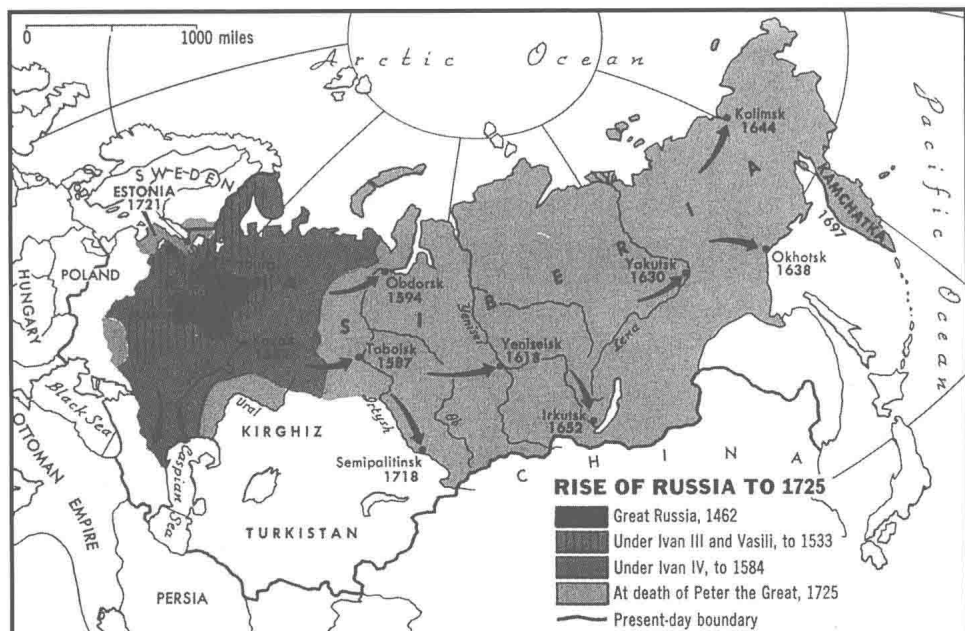 0 1000 miles
Arctic Ocean
Pacific Ocean
SWEDEN
ESTONIA
1721
POLAND
HUNGARY
Black Sea
OTTOMAN EMPIRE
Caspian Sea
PERSIA
Ural
KIRGHIZ
TURKISTAN
SIBERIA
Obdorsk
1594
Tobolsk
1587
Irtysh
Ob
Semipalitinsk
1718
Yenisei
Yeniseisk
1618
Irkutsk
1652
Lena
Yakutsk
1630
Kolimsk
1644
Okhotsk
1638
KAMCHATKA
1697
CHINA
RISE OF RUSSIA TO 1725
Great Russia, 1462
Under Ivan III and Vasili, to 1533
Under Ivan IV, to 1584
At death of Peter the Great, 1725
Present-day boundary